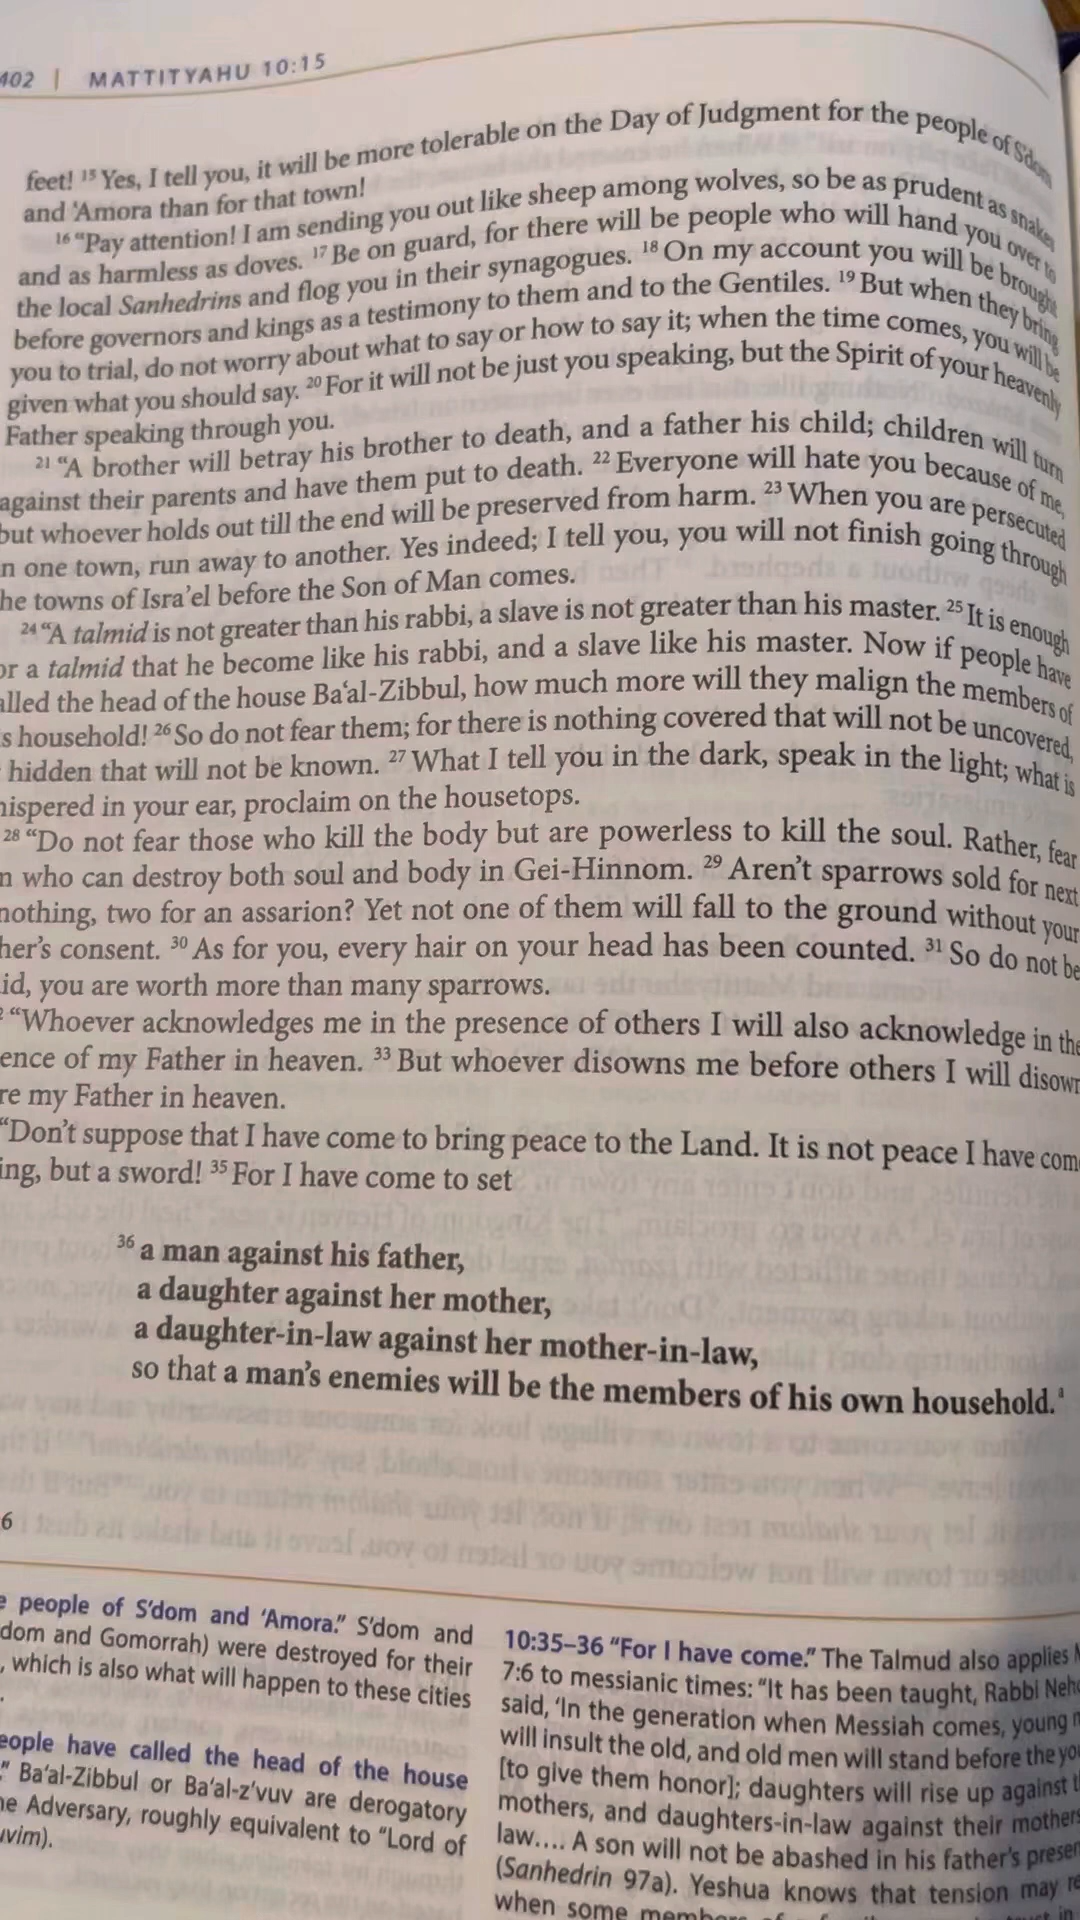 402 | MATTITYAHU 10:15
feet! 15 Yes, I tell you, it will be more tolerable on the Day of Judgment for the people of S'dom
and ‘Amora than for that town!
16 “Pay attention! I am sending you out like sheep among wolves, so be as prudent as snakes
and as harmless as doves. 17 Be on guard, for there will be people who will hand you over to
the local Sanhedrins and flog you in their synagogues. 18 On my account you will be brought
before governors and kings as a testimony to them and to the Gentiles. 19 But when they bring
you to trial, do not worry about what to say or how to say it; when the time comes, you will be
given what you should say. 20 For it will not be just you speaking, but the Spirit of your heavenly
Father speaking through you.
21 “A brother will betray his brother to death, and a father his child; children will turn
against their parents and have them put to death. 22 Everyone will hate you because of me,
but whoever holds out till the end will be preserved from harm. 23 When you are persecuted
n one town, run away to another. Yes indeed; I tell you, you will not finish going through
he towns of Isra’el before the Son of Man comes.
24 “A talmid is not greater than his rabbi, a slave is not greater than his master. 25 It is enough
or a talmid that he become like his rabbi, and a slave like his master. Now if people have
alled the head of the house Ba‘al-Zibbul, how much more will they malign the members of
s household! 26 So do not fear them; for there is nothing covered that will not be uncovered,
hidden that will not be known. 27 What I tell you in the dark, speak in the light; what is
hispered in your ear, proclaim on the housetops.
28 “Do not fear those who kill the body but are powerless to kill the soul. Rather, fear
m who can destroy both soul and body in Gei-Hinnom. 29 Aren’t sparrows sold for next
nothing, two for an assarion? Yet not one of them will fall to the ground without your
her’s consent. 30 As for you, every hair on your head has been counted. 31 So do not be
id, you are worth more than many sparrows.
“Whoever acknowledges me in the presence of others I will also acknowledge in the
ence of my Father in heaven. 33 But whoever disowns me before others I will disown
re my Father in heaven.
“Don’t suppose that I have come to bring peace to the Land. It is not peace I have come
ing, but a sword! 35 For I have come to set
36 a man against his father,
a daughter against her mother,
a daughter-in-law against her mother-in-law,
so that a man’s enemies will be the members of his own household.a
6
e people of S’dom and ‘Amora.” S’dom and
dom and Gomorrah) were destroyed for their
, which is also what will happen to these cities
.
eople have called the head of the house
” Ba‘al-Zibbul or Ba‘al-z’vuv are derogatory
he Adversary, roughly equivalent to “Lord of
uvim).
10:35–36 “For I have come.” The Talmud also applies M
7:6 to messianic times: “It has been taught, Rabbi Neho
said, ‘In the generation when Messiah comes, young m
will insult the old, and old men will stand before the you
[to give them honor]; daughters will rise up against t
mothers, and daughters-in-law against their mothers
law.... A son will not be abashed in his father’s presen
(Sanhedrin 97a). Yeshua knows that tension may re
when some members of a